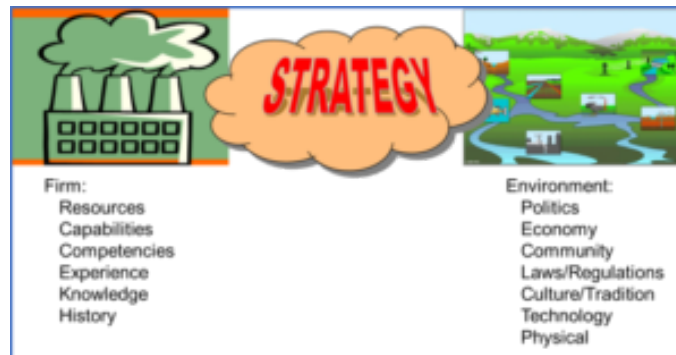 STRATEGY
Firm:
Resources
Capabilities
Competencies
Experience
Knowledge
History
Environment:
Politics
Economy
Community
Laws/Regulations
Culture/Tradition
Technology
Physical